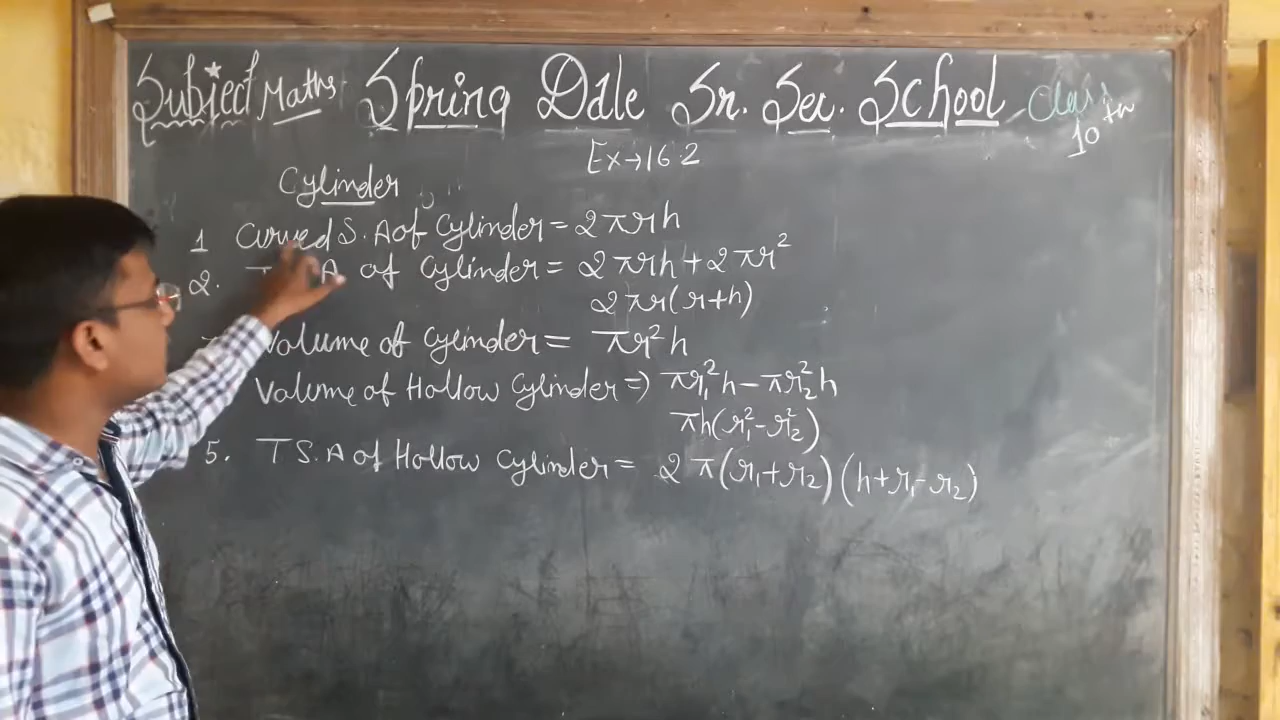 Subject Maths Spring Dale Sr. Sec. School Class 10th
Ex→16.2
Cylinder
1 Curved S.A of Cylinder = 2πrh
2. A of Cylinder = 2πrh+2πr²
2πr(r+h)
Volume of Cylinder = πr²h
Volume of Hollow Cylinder => πr₁²h-πr₂²h
πh(r₁²-r₂²)
5. T S.A of Hollow Cylinder = 2π(r₁+r₂)(h+r₁-r₂)